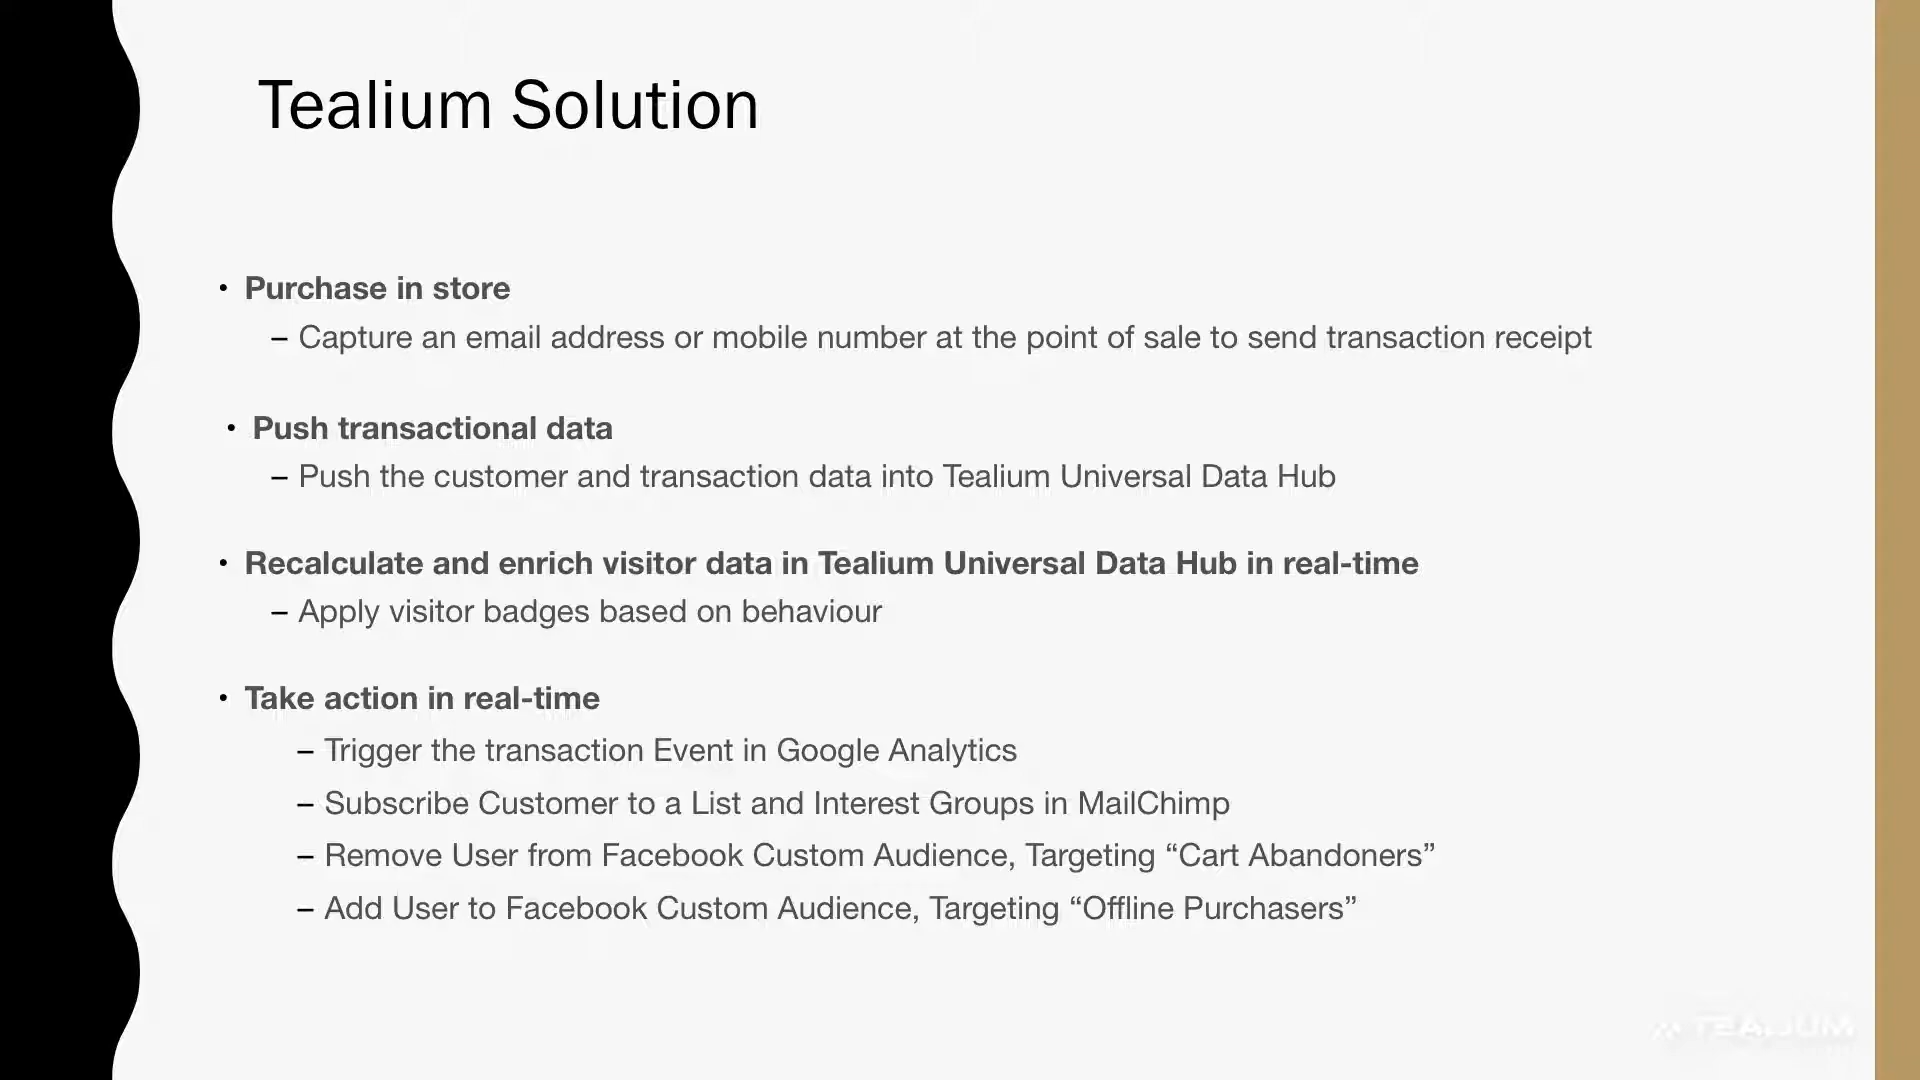 Tealium Solution
• Purchase in store
– Capture an email address or mobile number at the point of sale to send transaction receipt
• Push transactional data
– Push the customer and transaction data into Tealium Universal Data Hub
• Recalculate and enrich visitor data in Tealium Universal Data Hub in real-time
– Apply visitor badges based on behaviour
• Take action in real-time
– Trigger the transaction Event in Google Analytics
– Subscribe Customer to a List and Interest Groups in MailChimp
– Remove User from Facebook Custom Audience, Targeting “Cart Abandoners”
– Add User to Facebook Custom Audience, Targeting “Offline Purchasers”
TEALIUM